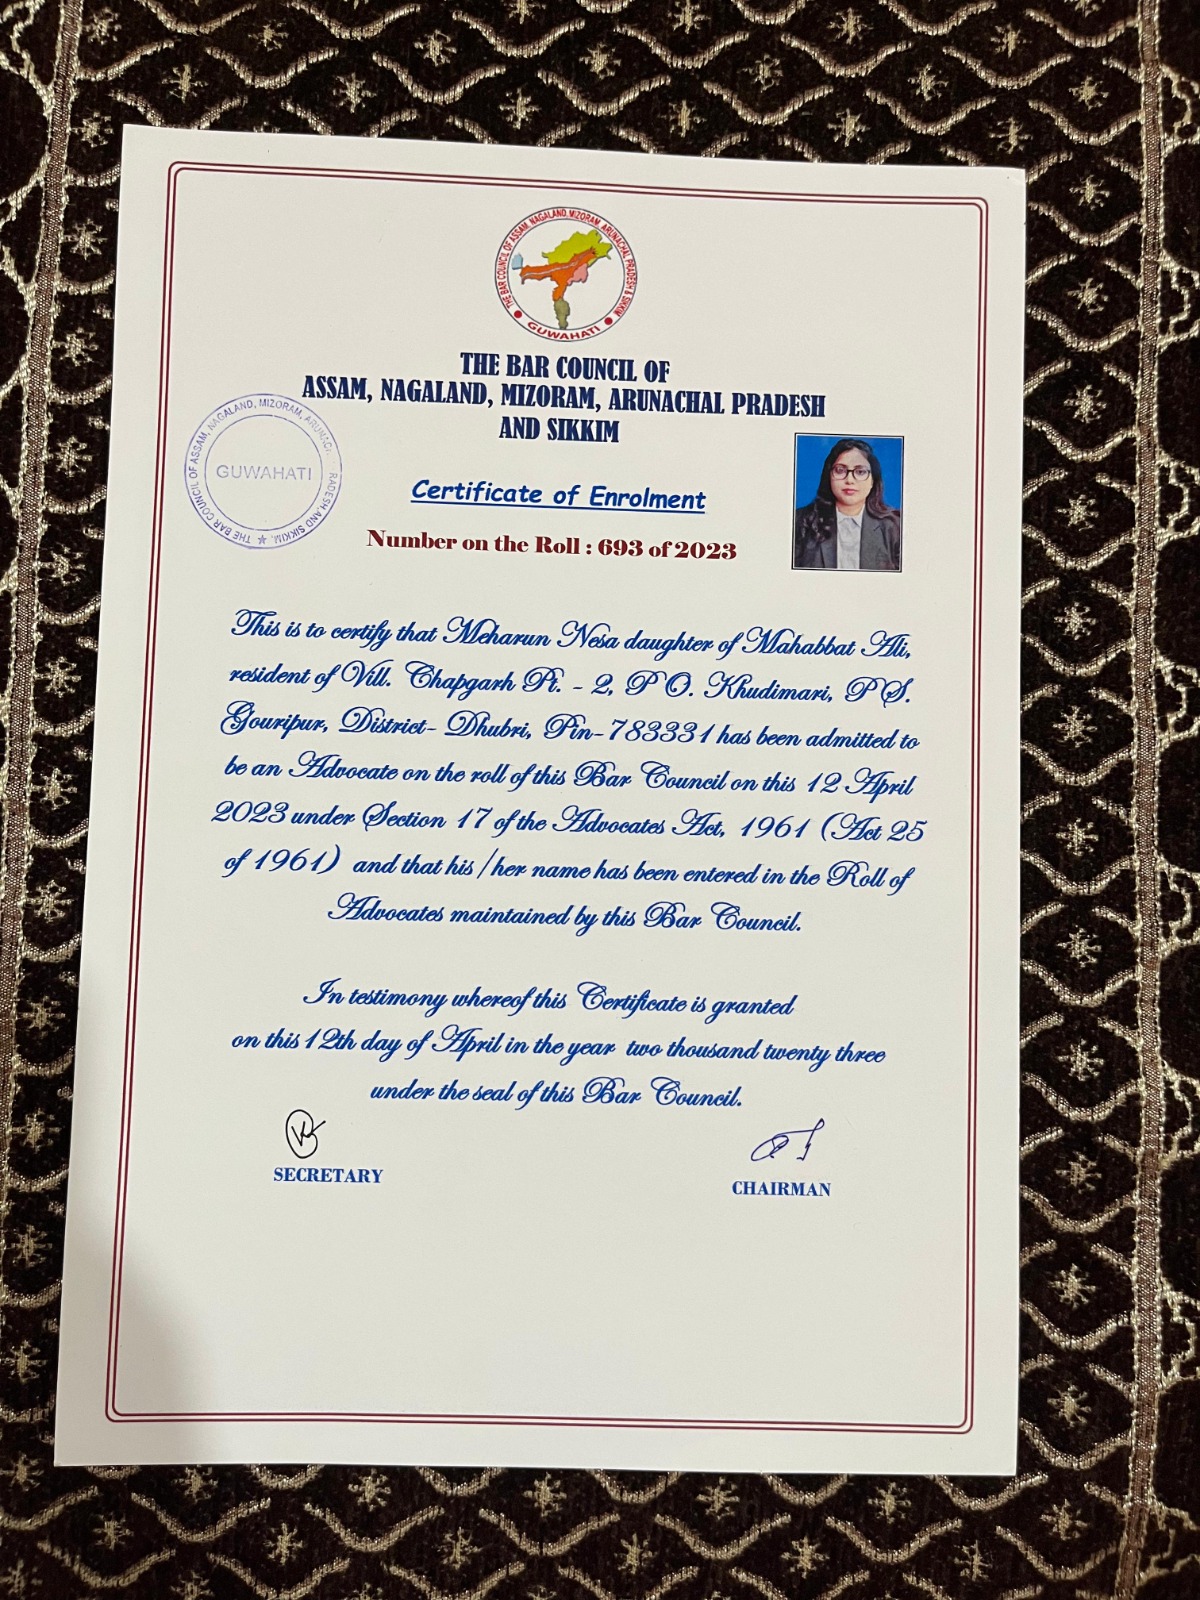 THE BAR COUNCIL OF ASSAM, NAGALAND, MIZORAM, ARUNACHAL PRADESH & SIKKIM
GUWAHATI
THE BAR COUNCIL OF
ASSAM, NAGALAND, MIZORAM, ARUNACHAL PRADESH
AND SIKKIM
THE BAR COUNCIL OF ASSAM, NAGALAND, MIZORAM, AND SIKKIM.
GUWAHATI
Certificate of Enrolment
Number on the Roll : 693 of 2023
This is to certify that Meharun Nesa daughter of Mahabbat Ali,
resident of Vill. Chapgarh Pt. - 2, P O. Khudimari, P S.
Gouripur, District- Dhubri, Pin-783331 has been admitted to
be an Advocate on the roll of this Bar Council on this 12 April
2023 under Section 17 of the Advocates Act, 1961 (Act 25
of 1961) and that his /her name has been entered in the Roll of
Advocates maintained by this Bar Council.
In testimony whereof this Certificate is granted
on this 12th day of April in the year two thousand twenty three
under the seal of this Bar Council.
SECRETARY
CHAIRMAN